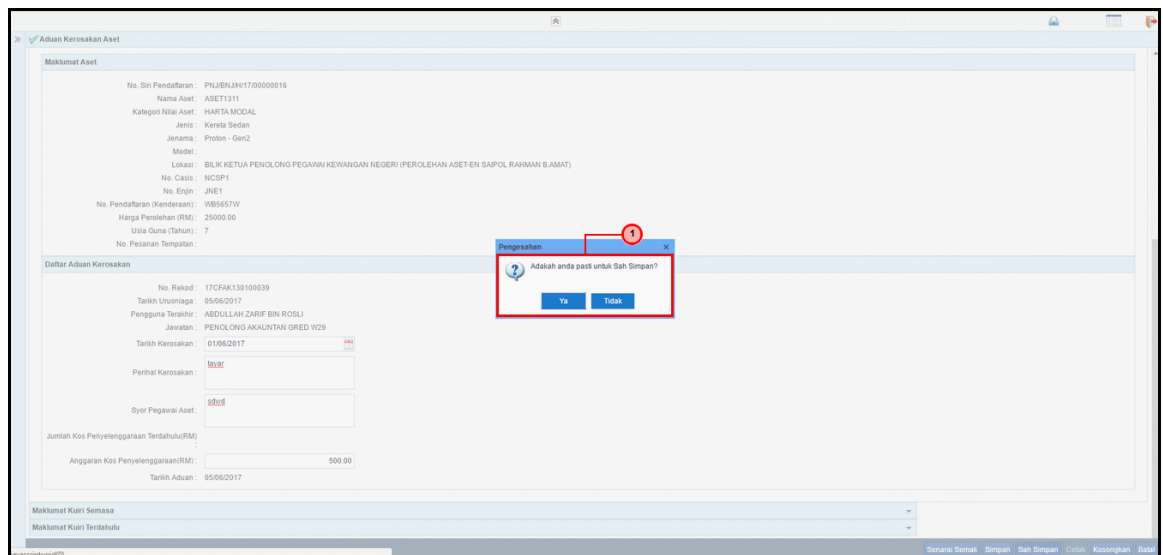 Aduan Kerosakan Aset
Maklumat Aset
No. Siri Pendaftaran : PNJ/BNJ/H/17/00000016
Nama Aset : ASET1311
Kategori Nilai Aset : HARTA MODAL
Jenis : Kereta Sedan
Jenama : Proton - Gen2
Model :
Lokasi : BILIK KETUA PENOLONG PEGAWAI KEWANGAN NEGERI (PEROLEHAN ASET-EN SAIPOL RAHMAN B.AMAT)
No. Casis : NCSP1
No. Enjin : JNE1
No. Pendaftaran (Kenderaan) : WB5657W
Harga Perolehan (RM) : 25000.00
Usia Guna (Tahun) : 7
No. Pesanan Tempatan :
1
Pengesahan ×
Adakah anda pasti untuk Sah Simpan?
Ya Tidak
Daftar Aduan Kerosakan
No. Rekod : 17CFAK130100039
Tarikh Urusniaga : 05/06/2017
Pengguna Terakhir : ABDULLAH ZARIF BIN ROSLI
Jawatan : PENOLONG AKAUNTAN GRED W29
Tarikh Kerosakan : 01/06/2017
Perihal Kerosakan : tayar
Syor Pegawai Aset : sdwd
Jumlah Kos Penyelenggaraan Terdahulu(RM)
:
Anggaran Kos Penyelenggaraan(RM) : 500.00
Tarikh Aduan : 05/06/2017
Maklumat Kuiri Semasa
Maklumat Kuiri Terdahulu
Senarai Semak Simpan Sah Simpan Cetak Kosongkan Batal